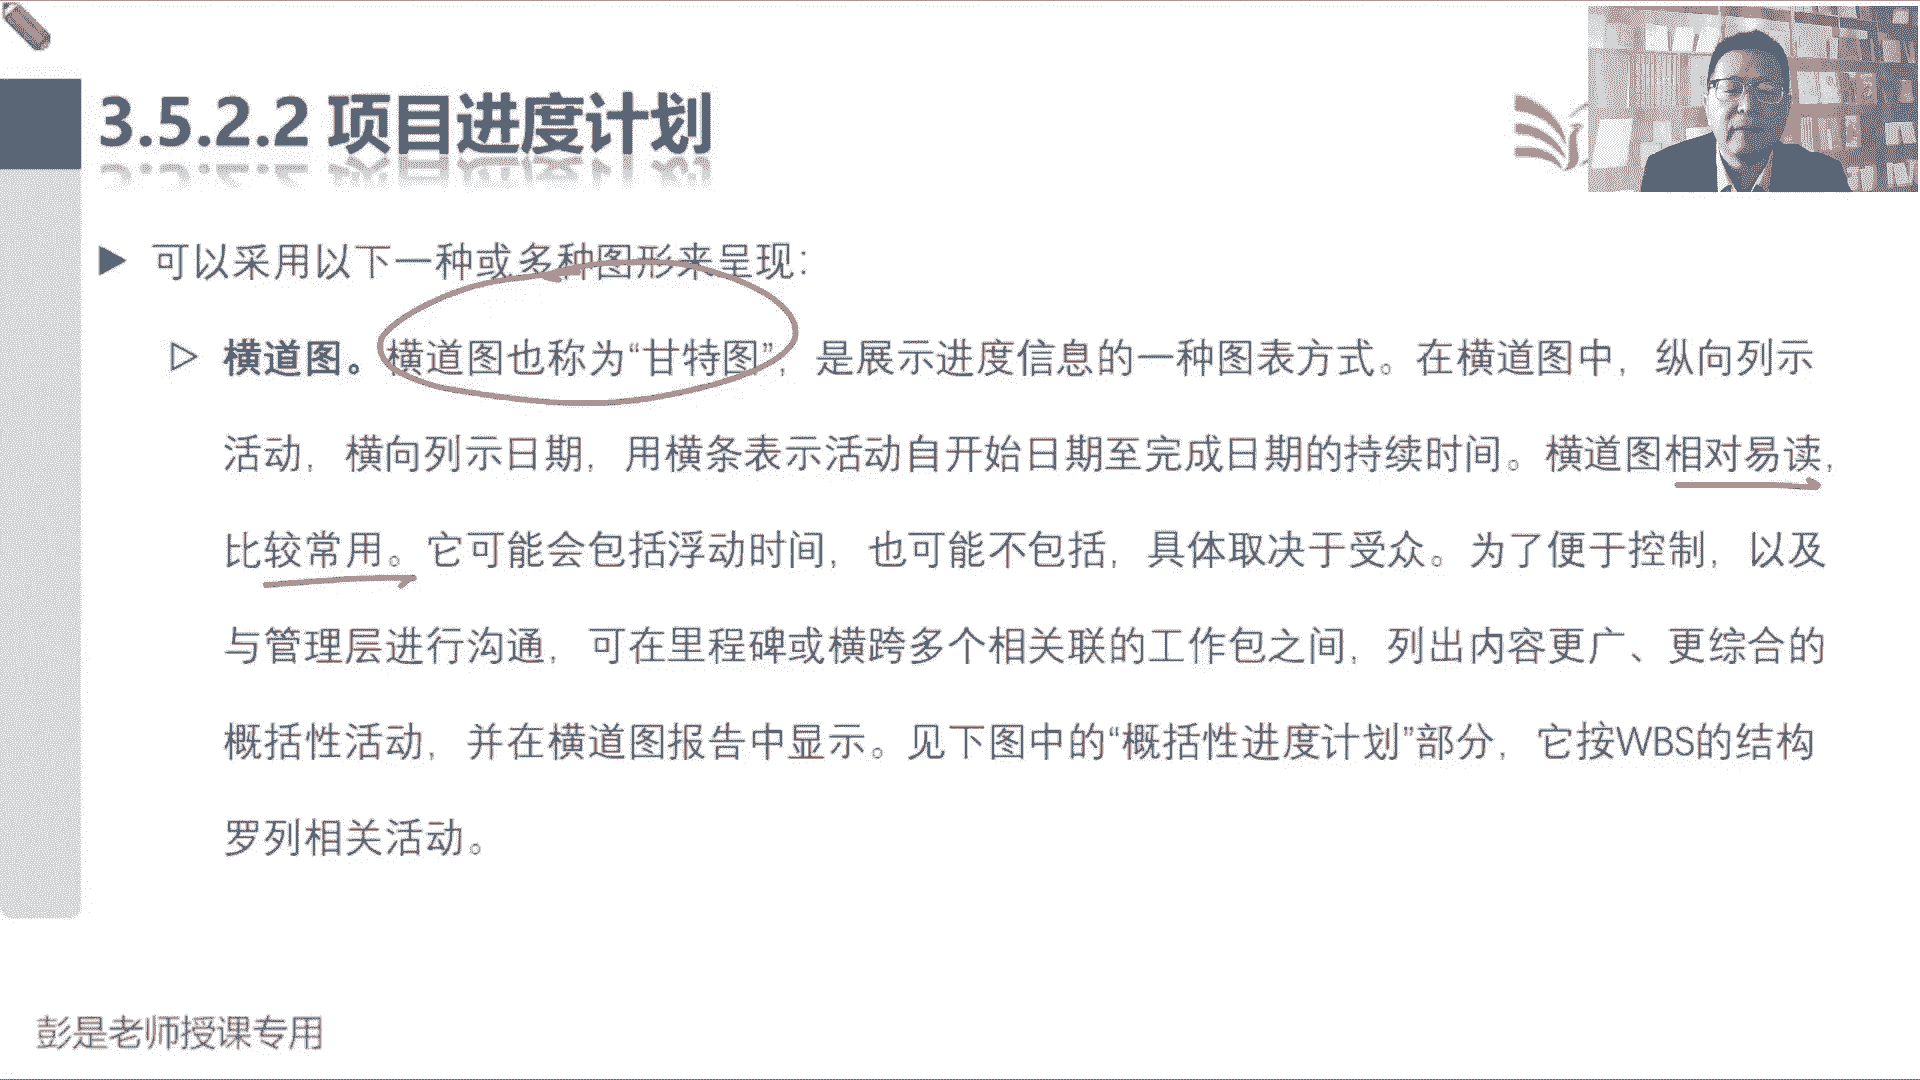 3.5.2.2 项目进度计划
可以采用以下一种或多种图形来呈现：
横道图。横道图也称为“甘特图”，是展示进度信息的一种图表方式。在横道图中，纵向列示
活动，横向列示日期，用横条表示活动自开始日期至完成日期的持续时间。横道图相对易读，
比较常用。它可能会包括浮动时间，也可能不包括，具体取决于受众。为了便于控制，以及
与管理层进行沟通，可在里程碑或横跨多个相关联的工作包之间，列出内容更广、更综合的
概括性活动，并在横道图报告中显示。见下图中的“概括性进度计划”部分，它按WBS的结构
罗列相关活动。
彭是老师授课专用